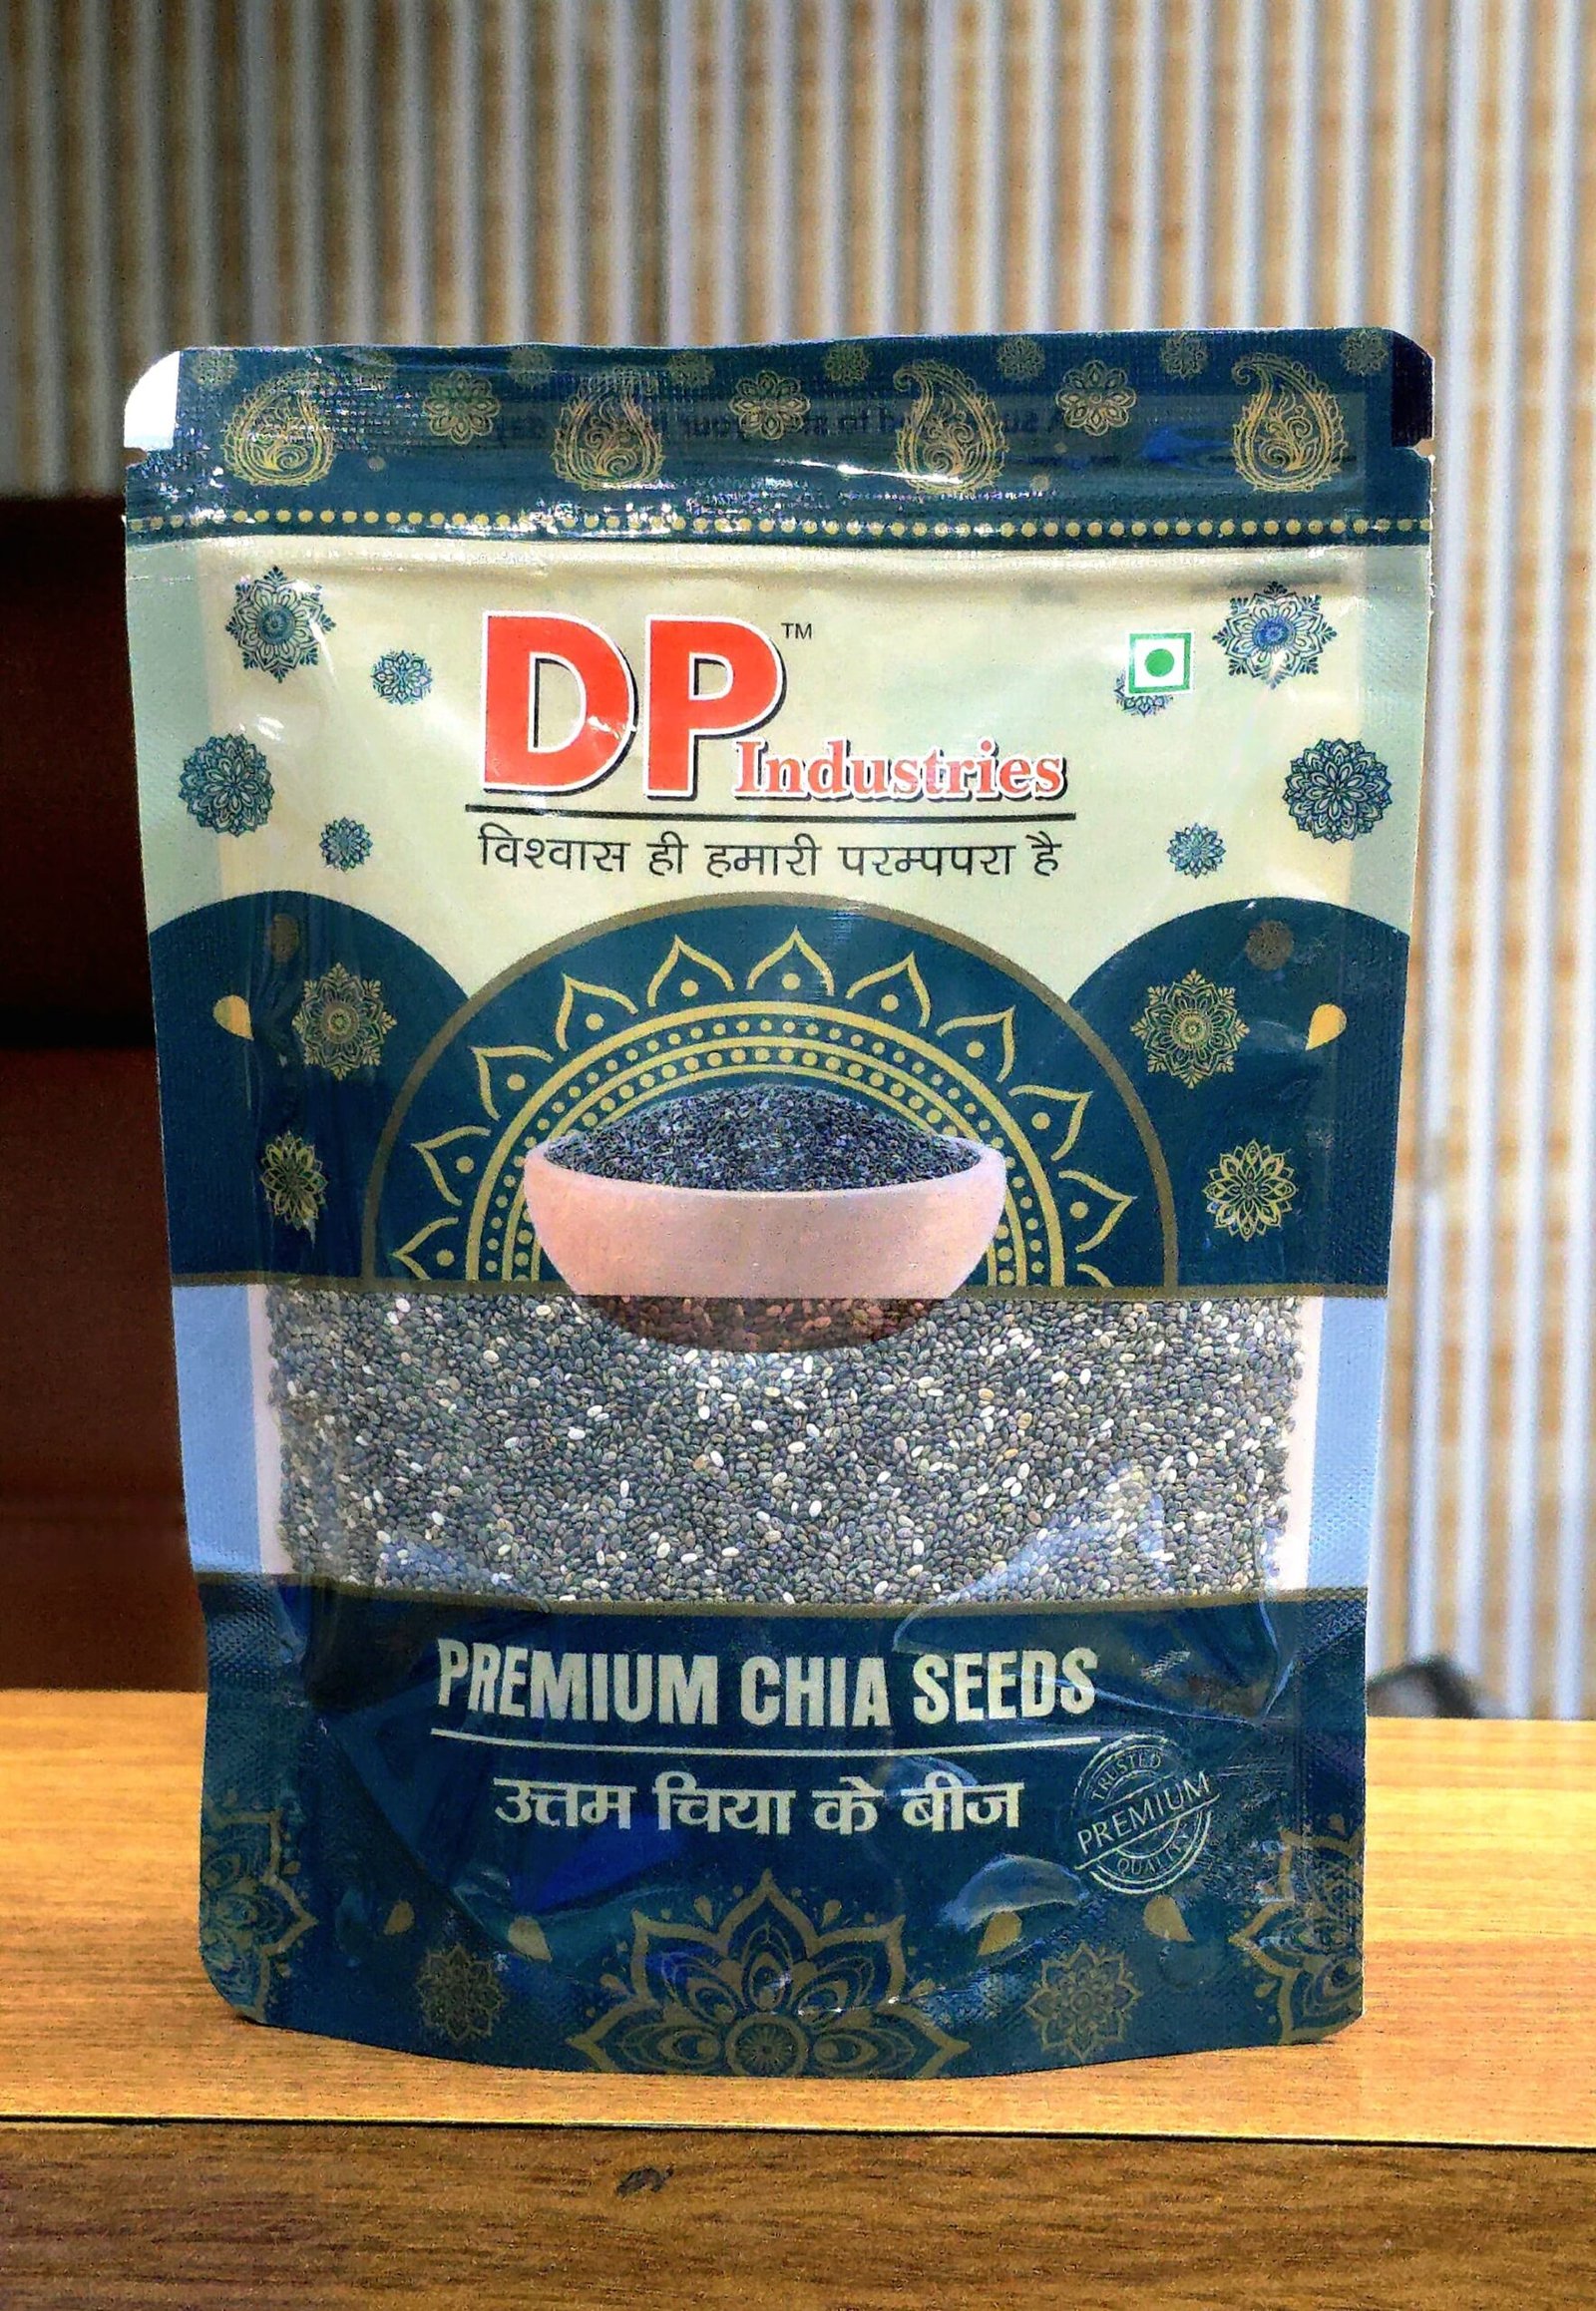 DP™
Industries
विश्वास ही हमारी परम्पपरा है
PREMIUM CHIA SEEDS
उत्तम चिया के बीज
TRUSTED
PREMIUM
QUALITY